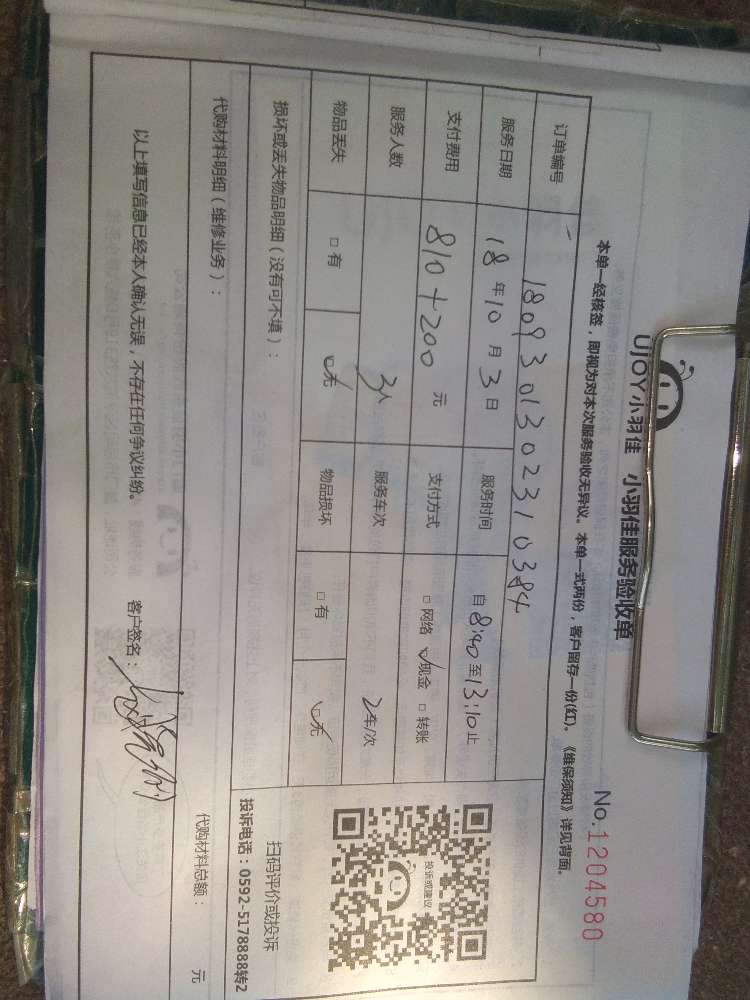 UJOY小羽佳 小羽佳服务验收单
No.1204580
本单一经核签，即视为对本次服务验收无异议。本单一式两份，客户留存一份(红)。《维保须知》详见背面。
订单编号 1809301302310384
服务日期 18年10月3日 服务时间 自8:40至13:10止
支付费用 810+200 元 支付方式 □网络 ☑现金 □转账
服务人数 3人 服务车次 2车/次
物品丢失 □有 ☑无 物品损坏 □有 ☑无
损坏或丢失物品明细（没有可不填）：
投诉或建议
扫码评价或投诉
投诉电话：0592-5178888转2
代购材料明细（维修业务）：
代购材料总额： 元
以上填写信息已经本人确认无误，不存在任何争议纠纷。 客户签名：